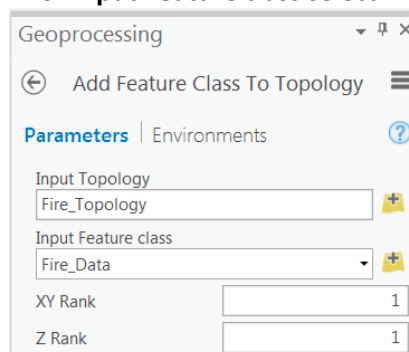 Geoprocessing
Add Feature Class To Topology
Parameters | Environments
Input Topology
Fire_Topology
Input Feature class
Fire_Data
XY Rank 1
Z Rank 1